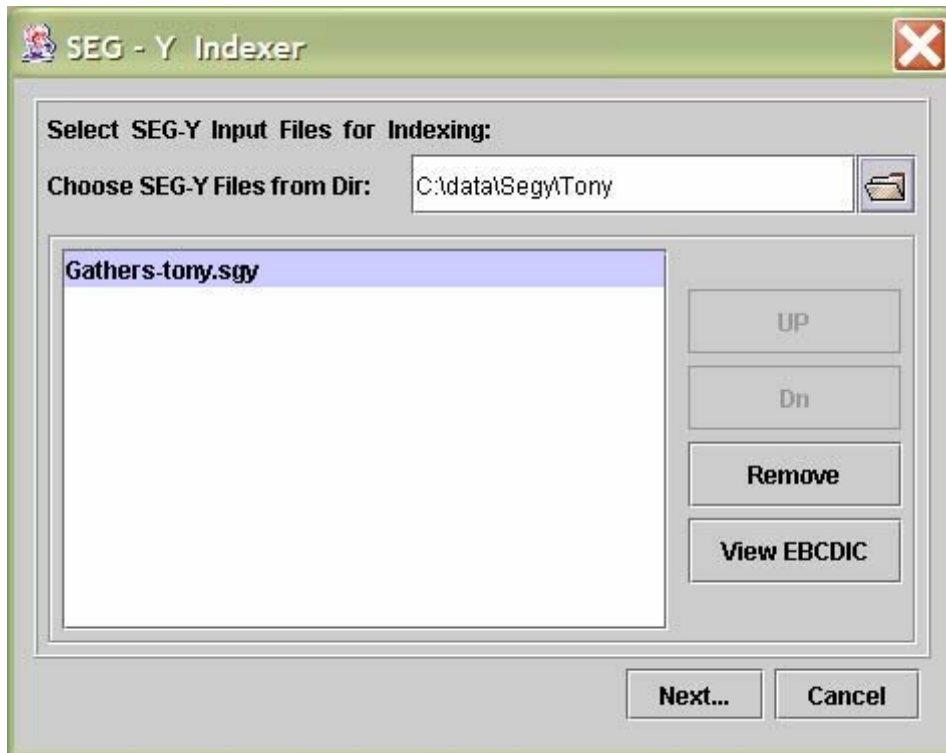 SEG - Y Indexer
Select SEG-Y Input Files for Indexing:
Choose SEG-Y Files from Dir: C:\data\Segy\Tony
Gathers-tony.sgy
UP
Dn
Remove
View EBCDIC
Next... Cancel